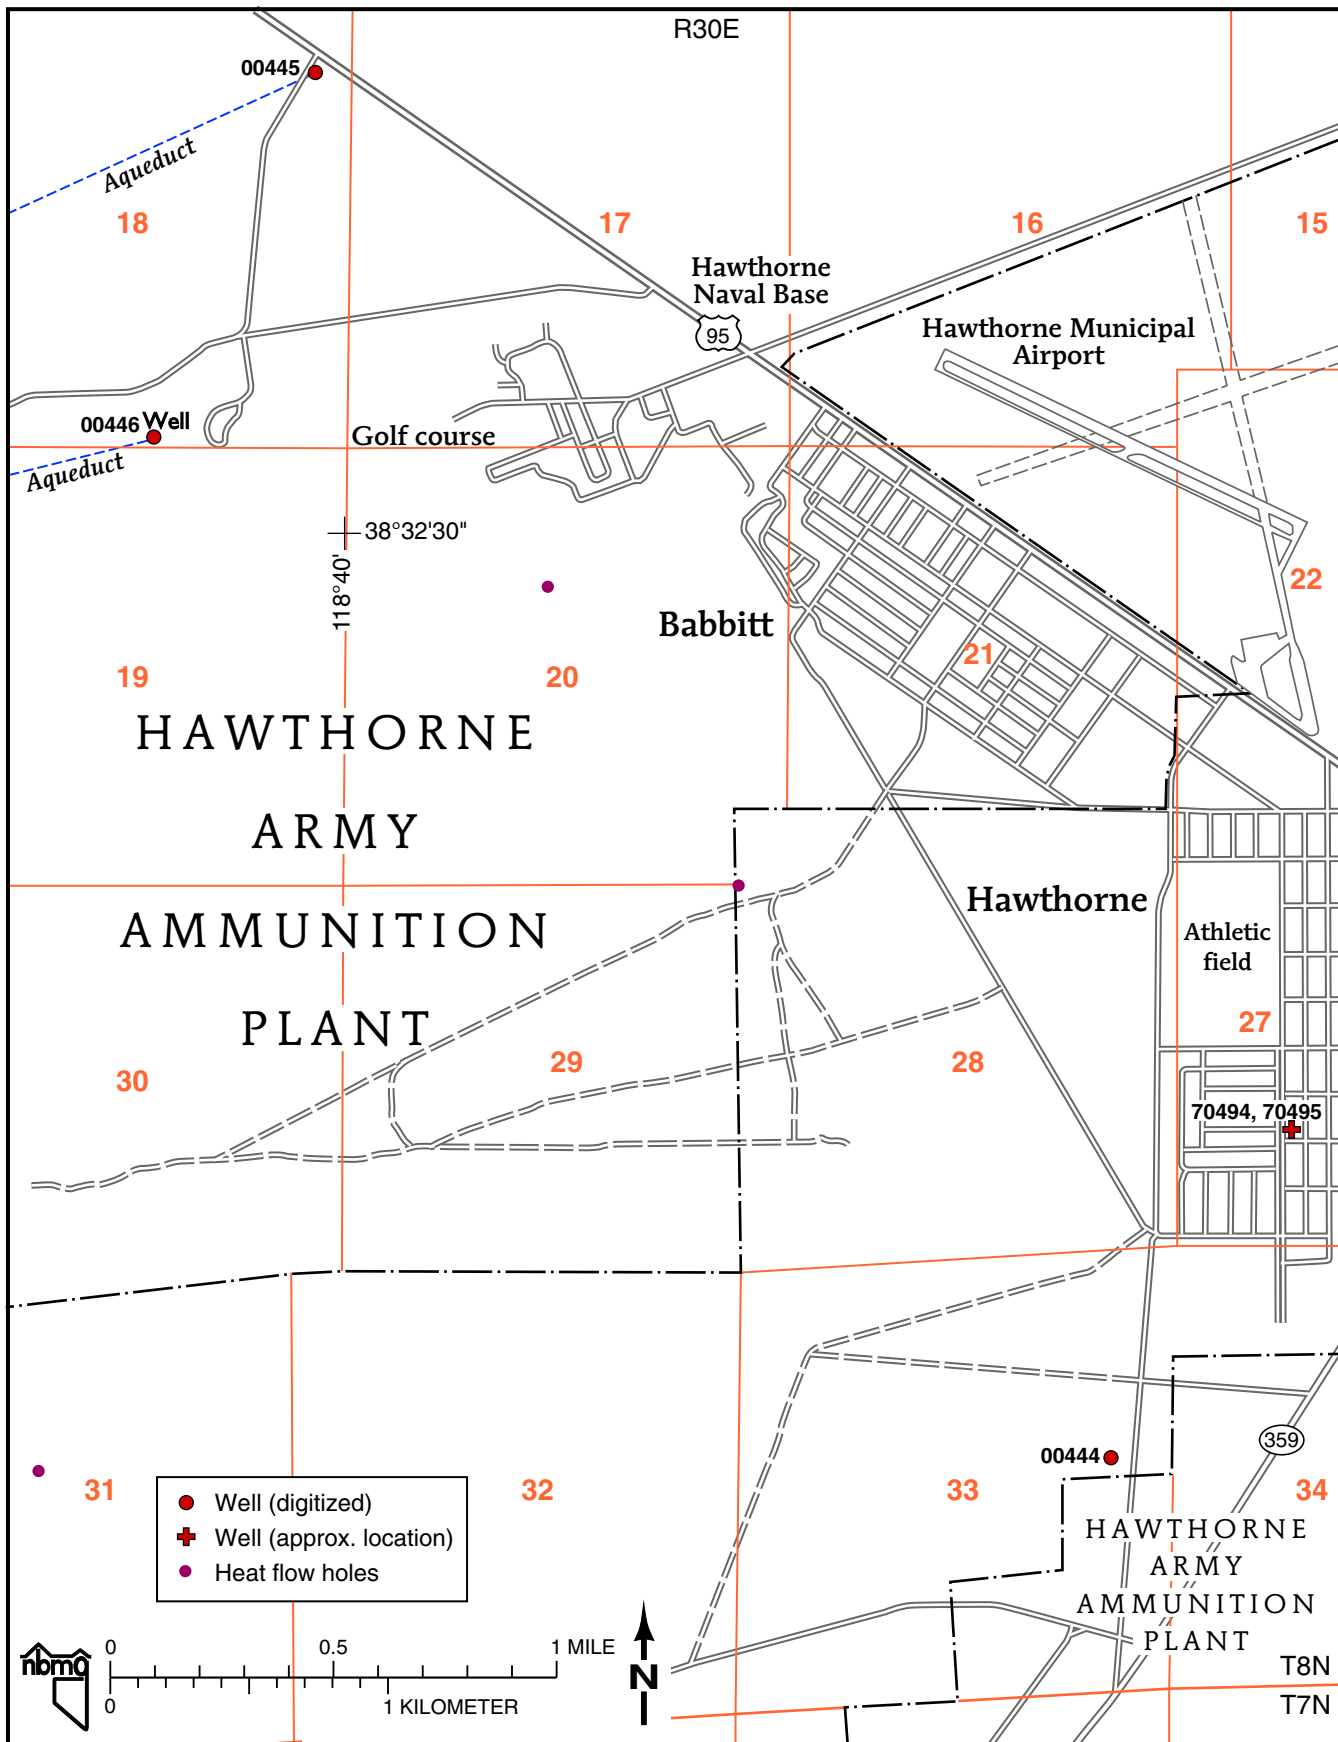 R30E
00445
Aqueduct
18
17
16
15
Hawthorne
Naval Base
95
Hawthorne Municipal
Airport
00446 Well
Golf course
Aqueduct
38°32'30"
118°40'
22
Babbitt
21
19
20
HAWTHORNE
ARMY
AMMUNITION
PLANT
Hawthorne
Athletic
field
27
30
29
28
70494, 70495
359
00444
31
32
33
34
Well (digitized)
Well (approx. location)
Heat flow holes
HAWTHORNE
ARMY
AMMUNITION
PLANT
0 0.5 1 MILE
0 1 KILOMETER
nbmg
N
T8N
T7N